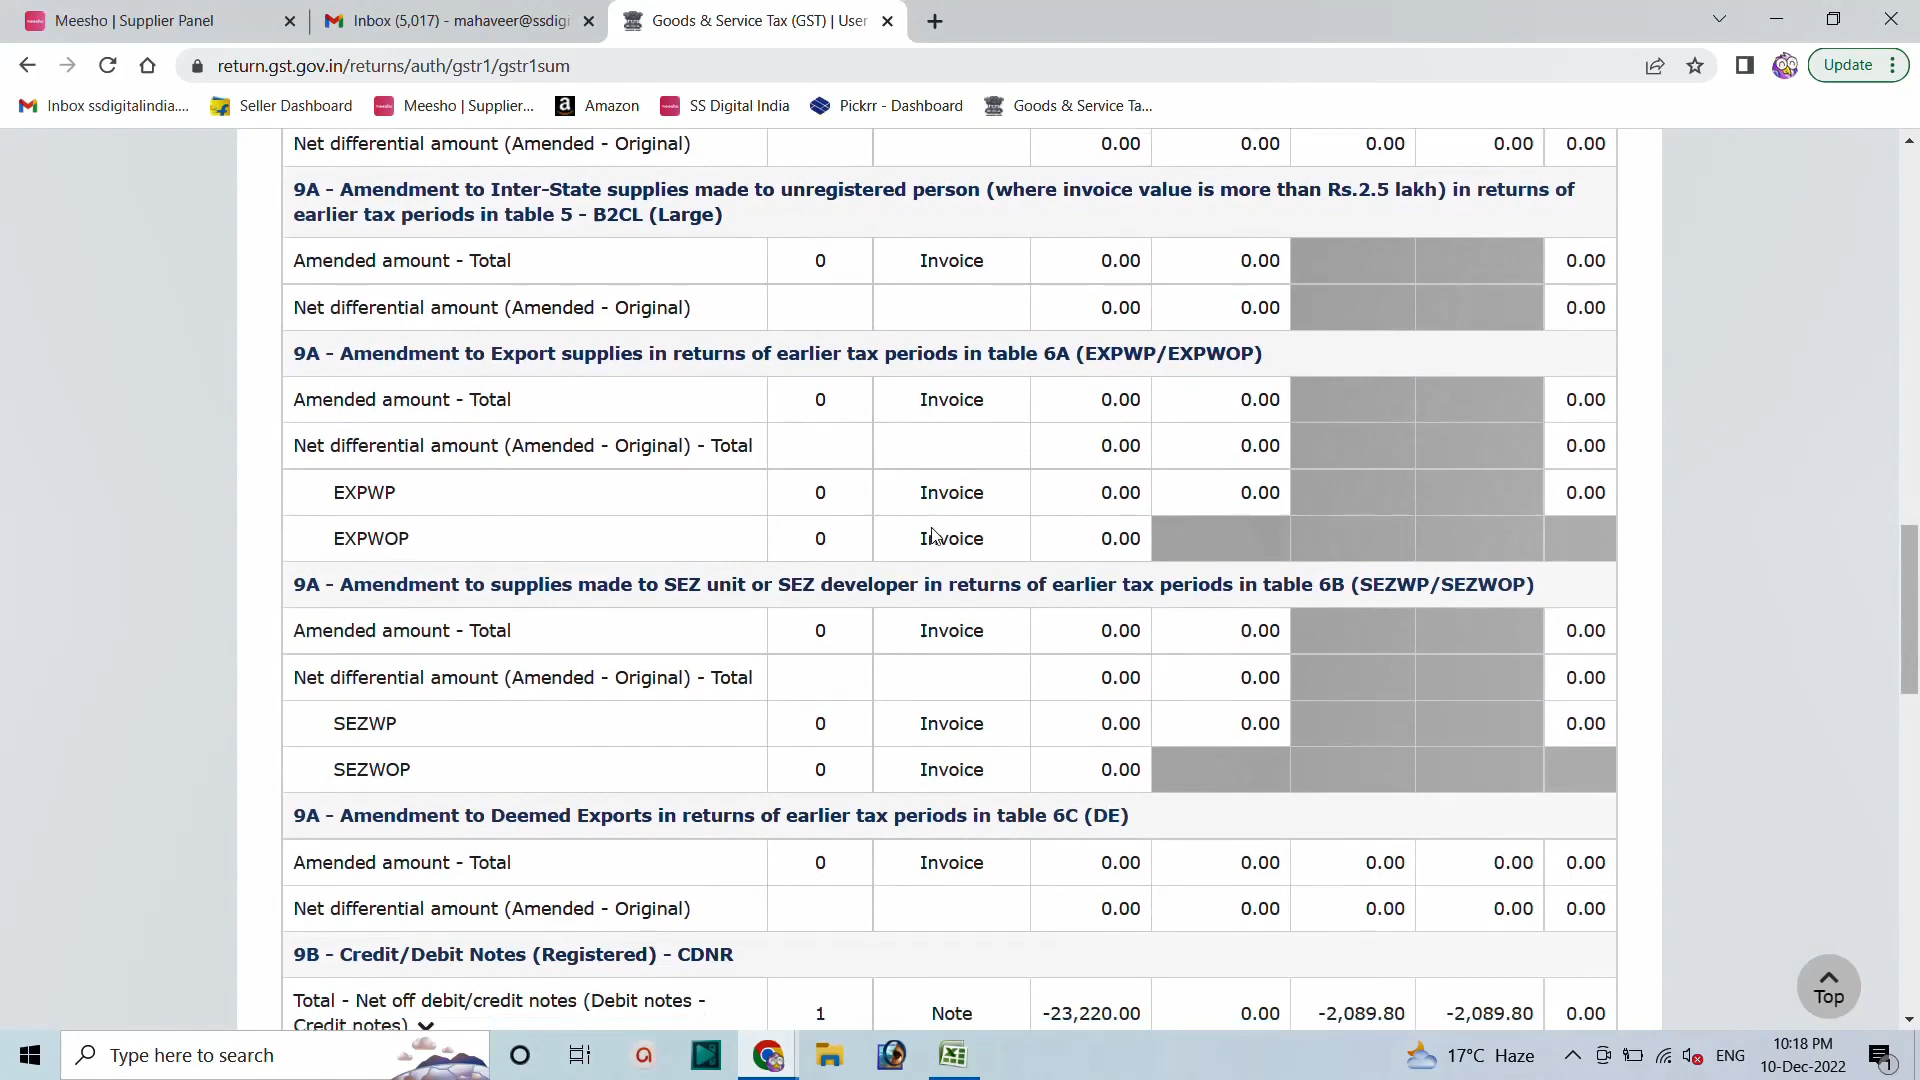 Meesho | Supplier Panel
Inbox (5,017) - mahaveer@ssdigi
Goods & Service Tax (GST) | User
return.gst.gov.in/returns/auth/gstr1/gstr1sum
Update
Inbox ssdigitalindia....
Seller Dashboard
Meesho | Supplier...
Amazon
SS Digital India
Pickrr - Dashboard
Goods & Service Ta...
Net differential amount (Amended - Original) 0.00 0.00 0.00 0.00 0.00
9A - Amendment to Inter-State supplies made to unregistered person (where invoice value is more than Rs.2.5 lakh) in returns of
earlier tax periods in table 5 - B2CL (Large)
Amended amount - Total 0 Invoice 0.00 0.00 0.00
Net differential amount (Amended - Original) 0.00 0.00 0.00
9A - Amendment to Export supplies in returns of earlier tax periods in table 6A (EXPWP/EXPWOP)
Amended amount - Total 0 Invoice 0.00 0.00 0.00
Net differential amount (Amended - Original) - Total 0.00 0.00 0.00
EXPWP 0 Invoice 0.00 0.00 0.00
EXPWOP 0 Invoice 0.00
9A - Amendment to supplies made to SEZ unit or SEZ developer in returns of earlier tax periods in table 6B (SEZWP/SEZWOP)
Amended amount - Total 0 Invoice 0.00 0.00 0.00
Net differential amount (Amended - Original) - Total 0.00 0.00 0.00
SEZWP 0 Invoice 0.00 0.00 0.00
SEZWOP 0 Invoice 0.00
9A - Amendment to Deemed Exports in returns of earlier tax periods in table 6C (DE)
Amended amount - Total 0 Invoice 0.00 0.00 0.00 0.00 0.00
Net differential amount (Amended - Original) 0.00 0.00 0.00 0.00 0.00
9B - Credit/Debit Notes (Registered) - CDNR
Total - Net off debit/credit notes (Debit notes -
Credit notes) 1 Note -23,220.00 0.00 -2,089.80 -2,089.80 0.00
Top
Type here to search
17°C Haze
ENG
10:18 PM
10-Dec-2022
1